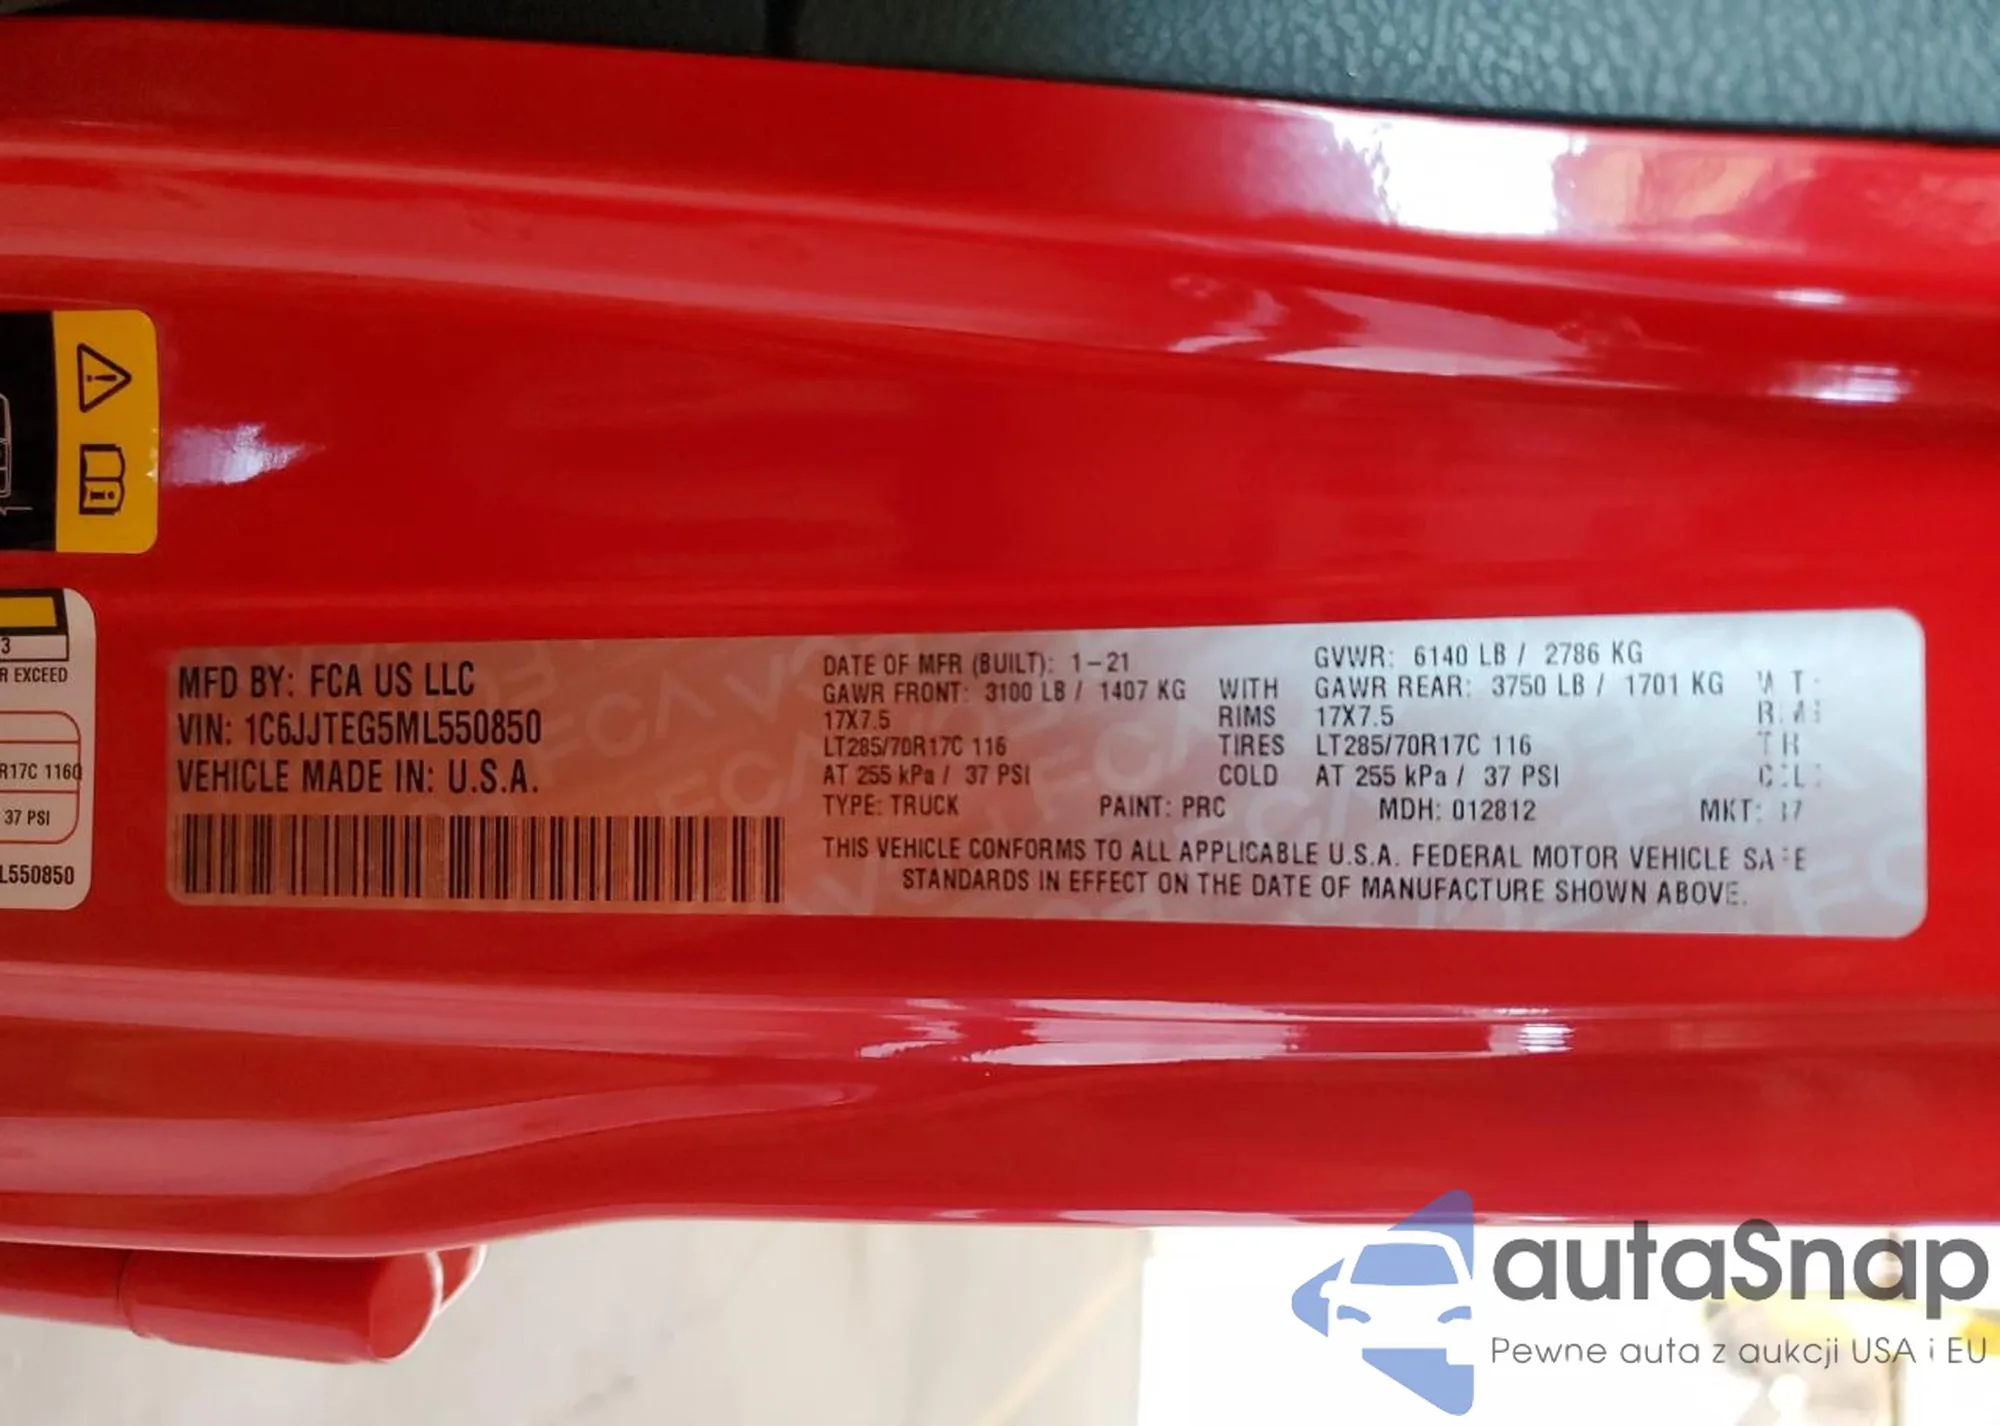 3
R EXCEED
R17C 116Q
37 PSI
L550850
MFD BY: FCA US LLC
VIN: 1C6JJTEG5ML550850
VEHICLE MADE IN: U.S.A.
DATE OF MFR (BUILT): 1-21
GVWR: 6140 LB / 2786 KG
GAWR FRONT: 3100 LB / 1407 KG WITH GAWR REAR: 3750 LB / 1701 KG
17X7.5 RIMS 17X7.5
LT285/70R17C 116 TIRES LT285/70R17C 116
AT 255 kPa / 37 PSI COLD AT 255 kPa / 37 PSI
TYPE: TRUCK PAINT: PRC MDH: 012812 MKT:
THIS VEHICLE CONFORMS TO ALL APPLICABLE U.S.A. FEDERAL MOTOR VEHICLE SAFE
STANDARDS IN EFFECT ON THE DATE OF MANUFACTURE SHOWN ABOVE.
autaSnap
Pewne auta z aukcji USA i EU